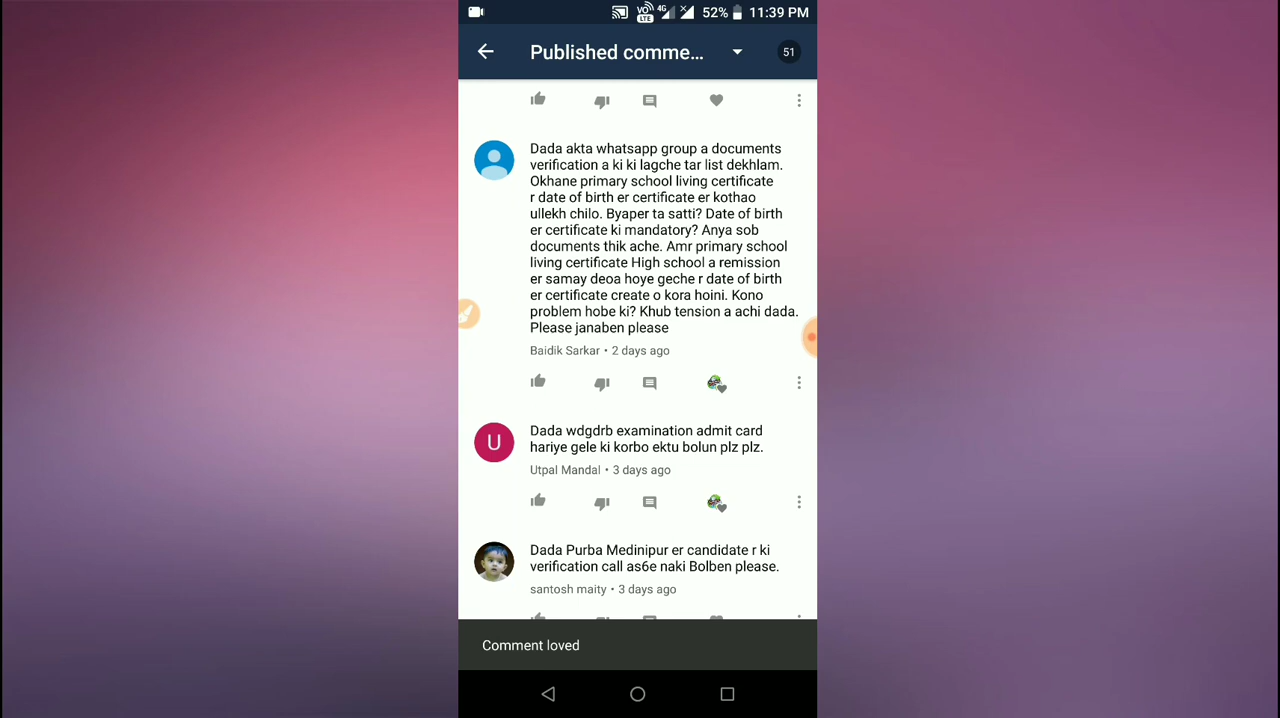 VO LTE 4G 52% 11:39 PM
Published comme... 51
Dada akta whatsapp group a documents
verification a ki ki lagche tar list dekhlam.
Okhane primary school living certificate
r date of birth er certificate er kothao
ullekh chilo. Byaper ta satti? Date of birth
er certificate ki mandatory? Anya sob
documents thik ache. Amr primary school
living certificate High school a remission
er samay deoa hoye geche r date of birth
er certificate create o kora hoini. Kono
problem hobe ki? Khub tension a achi dada.
Please janaben please
Baidik Sarkar • 2 days ago
U
Dada wdgdrb examination admit card
hariye gele ki korbo ektu bolun plz plz.
Utpal Mandal • 3 days ago
Dada Purba Medinipur er candidate r ki
verification call as6e naki Bolben please.
santosh maity • 3 days ago
Comment loved